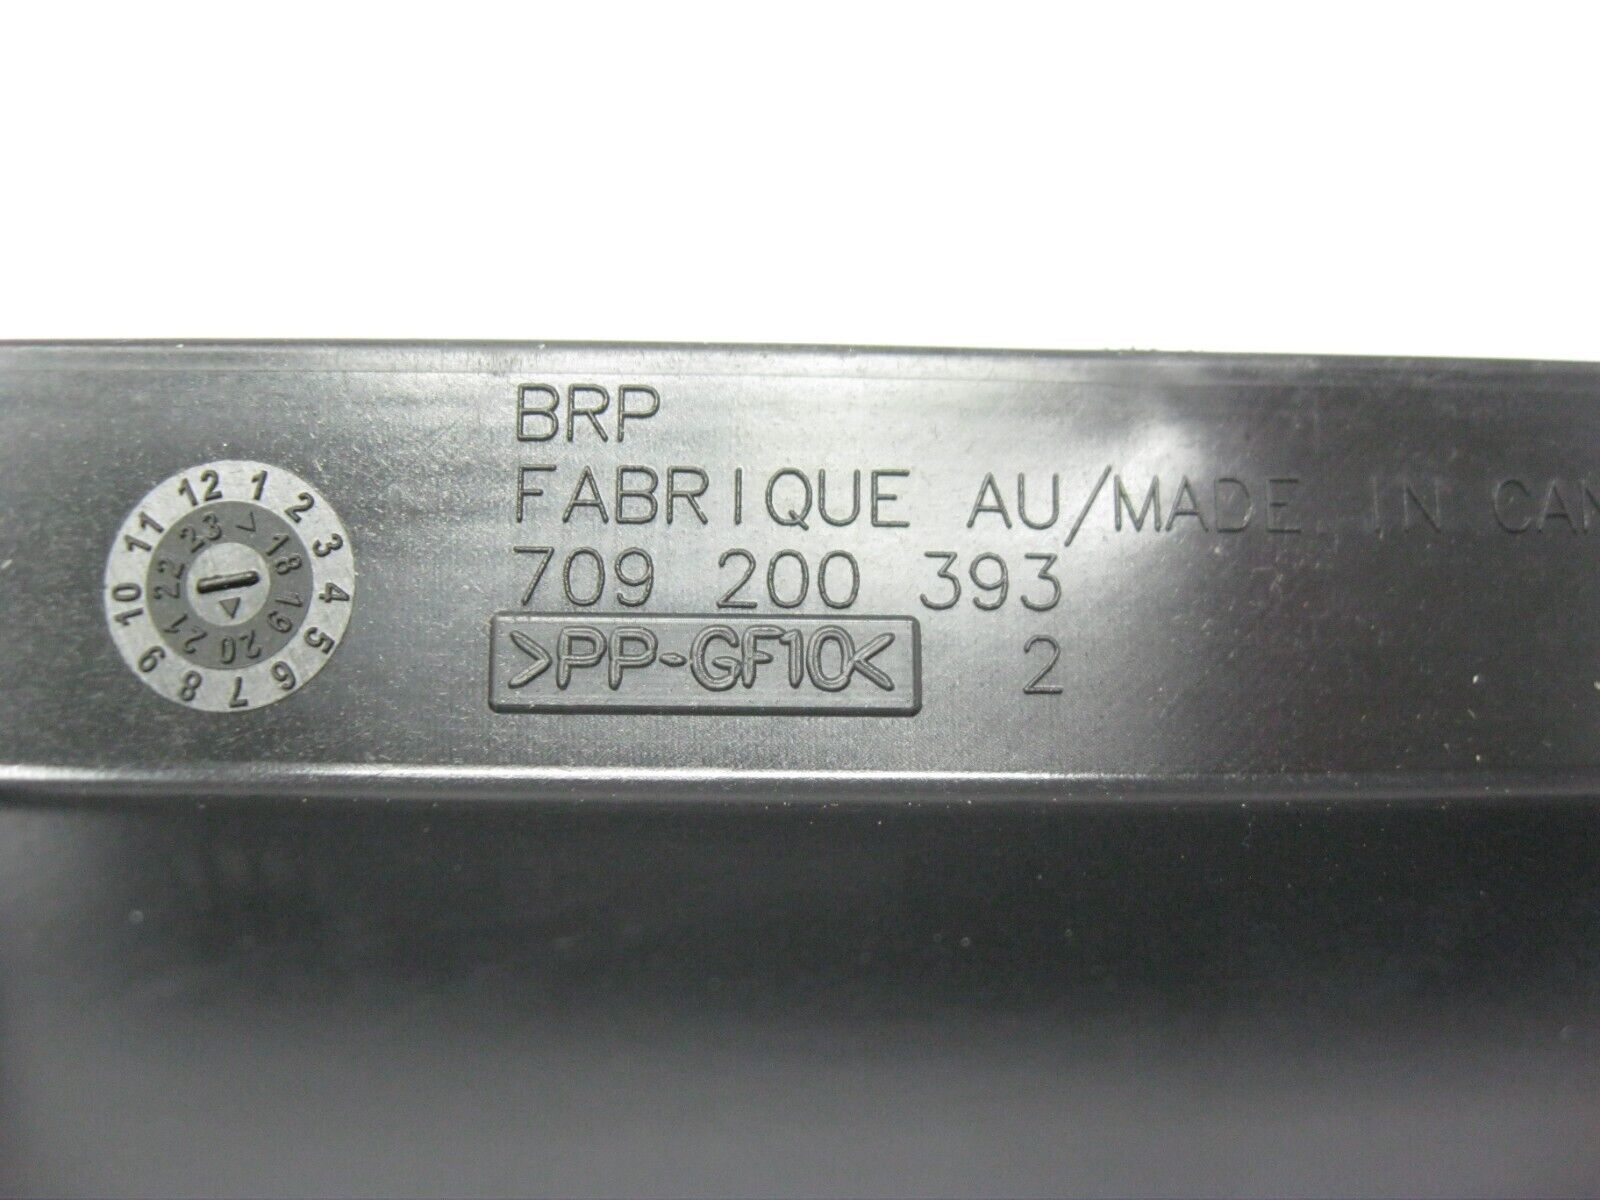 BRP
FABRIQUE AU/MADE IN CAN
709 200 393
>PP-GF10< 2
12 1 2 3 4 5 6 7 8 9 10 11
23 18 19 20 21 22